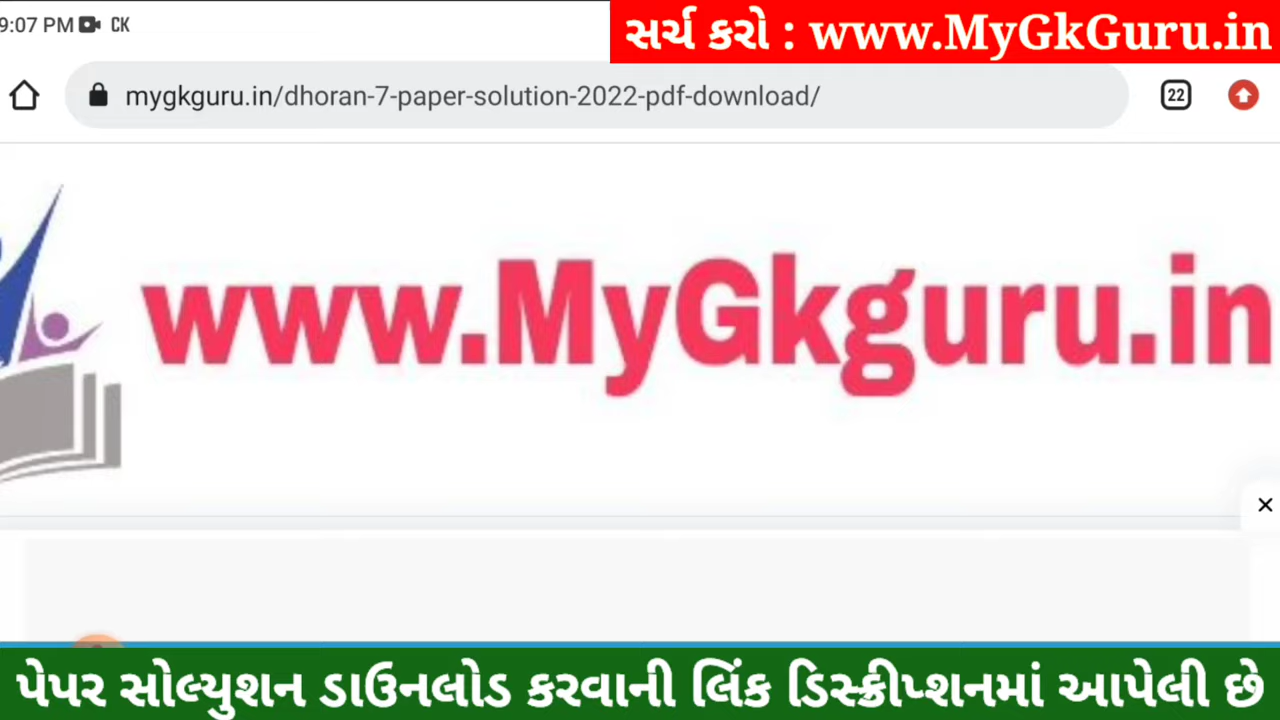 9:07 PM CK
સર્ચ કરો : www.MyGkGuru.in
mygkguru.in/dhoran-7-paper-solution-2022-pdf-download/
22
www.MyGkguru.in
પેપર સોલ્યુશન ડાઉનલોડ કરવાની લિંક ડિસ્ક્રીપ્શનમાં આપેલી છે